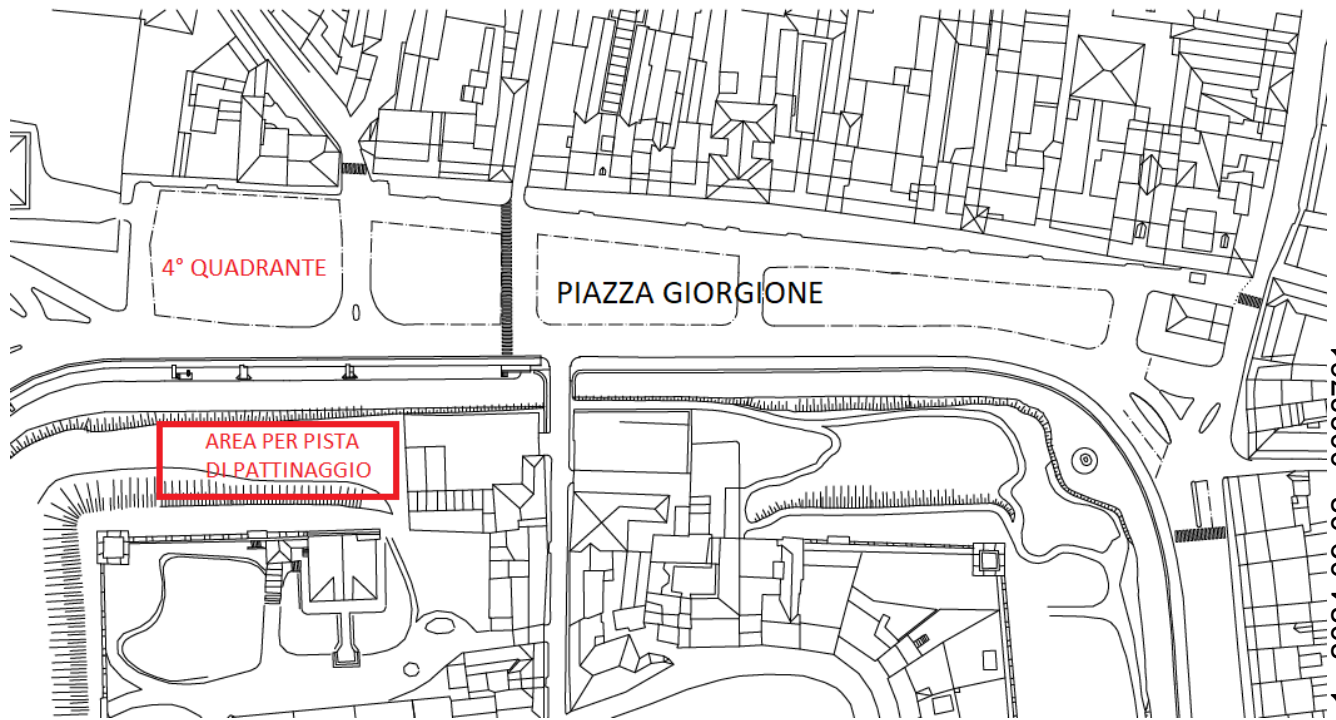 4° QUADRANTE
PIAZZA GIORGIONE
AREA PER PISTA
DI PATTINAGGIO